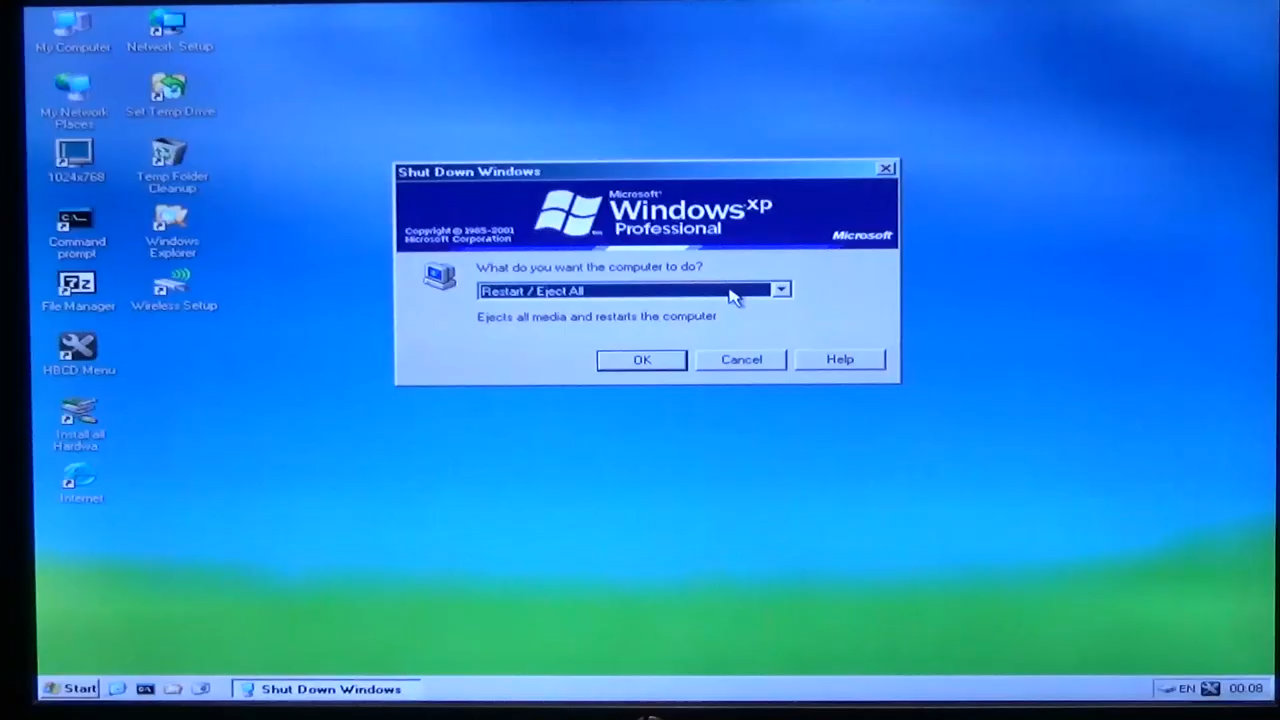 My Computer
Network Setup
My Network
Places
Set Temp Drive
1024x768
Temp Folder
Cleanup
Command
prompt
Windows
Explorer
File Manager
Wireless Setup
HBCD Menu
Install all
Hardwa...
Internet
Shut Down Windows
Microsoft
Windows xp
Professional
Copyright © 1985-2001
Microsoft Corporation
Microsoft
What do you want the computer to do?
Restart / Eject All
Ejects all media and restarts the computer
OK
Cancel
Help
Start
Shut Down Windows
EN
00:08